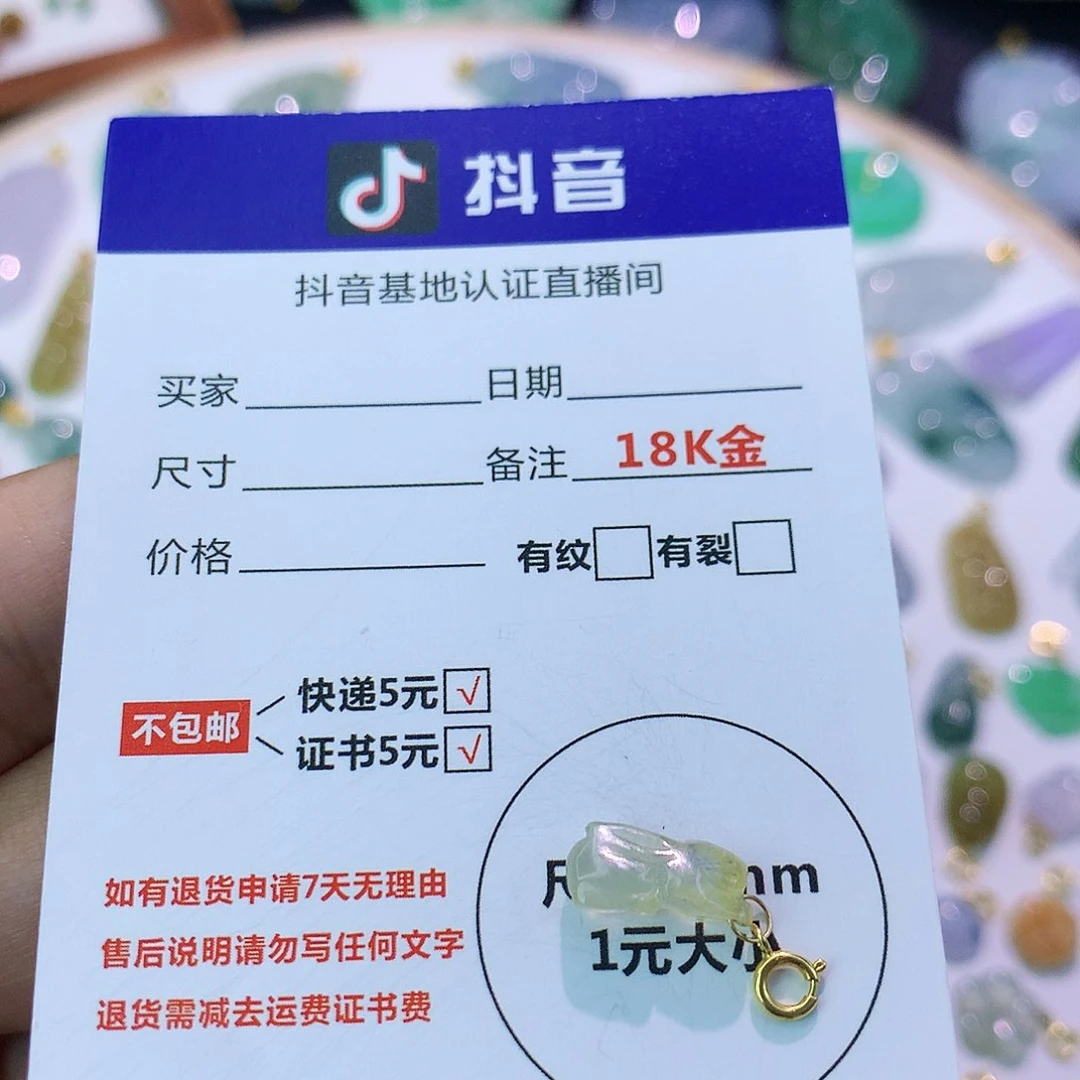 抖音
抖音基地认证直播间
买家 日期
尺寸 备注 18K金
价格 有纹 有裂
不包邮
快递5元 √
证书5元 √
如有退货申请7天无理由
售后说明请勿写任何文字
退货需减去运费证书费
mm
1元大小